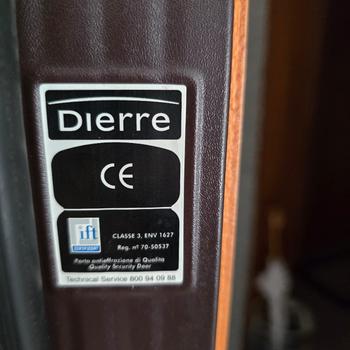 Dierre
CE
ift
CLASSE 3, ENV 1627
Reg. nº 70-50537
Porta antieffrazione di Qualita
Quality Security Door
Technical Service 800 94 09 88